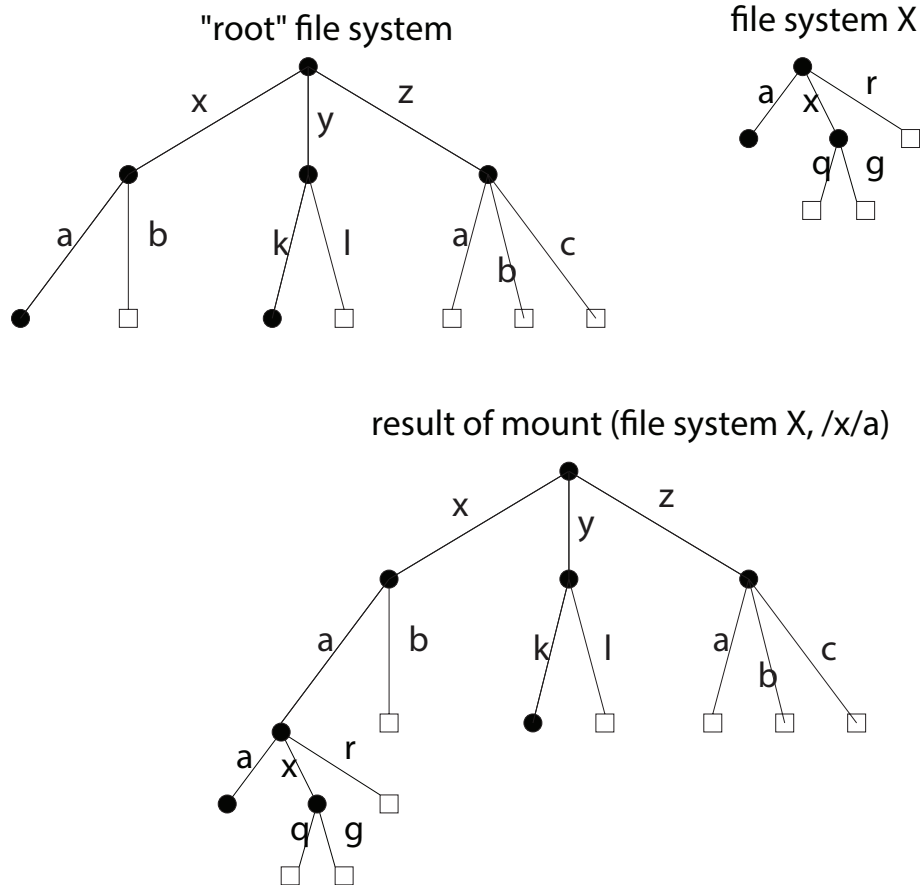 "root" file system
file system X
x
y
z
a
x
r
q
g
a
b
k
l
a
b
c
result of mount (file system X, /x/a)
x
y
z
a
b
k
l
a
b
c
a
x
r
q
g